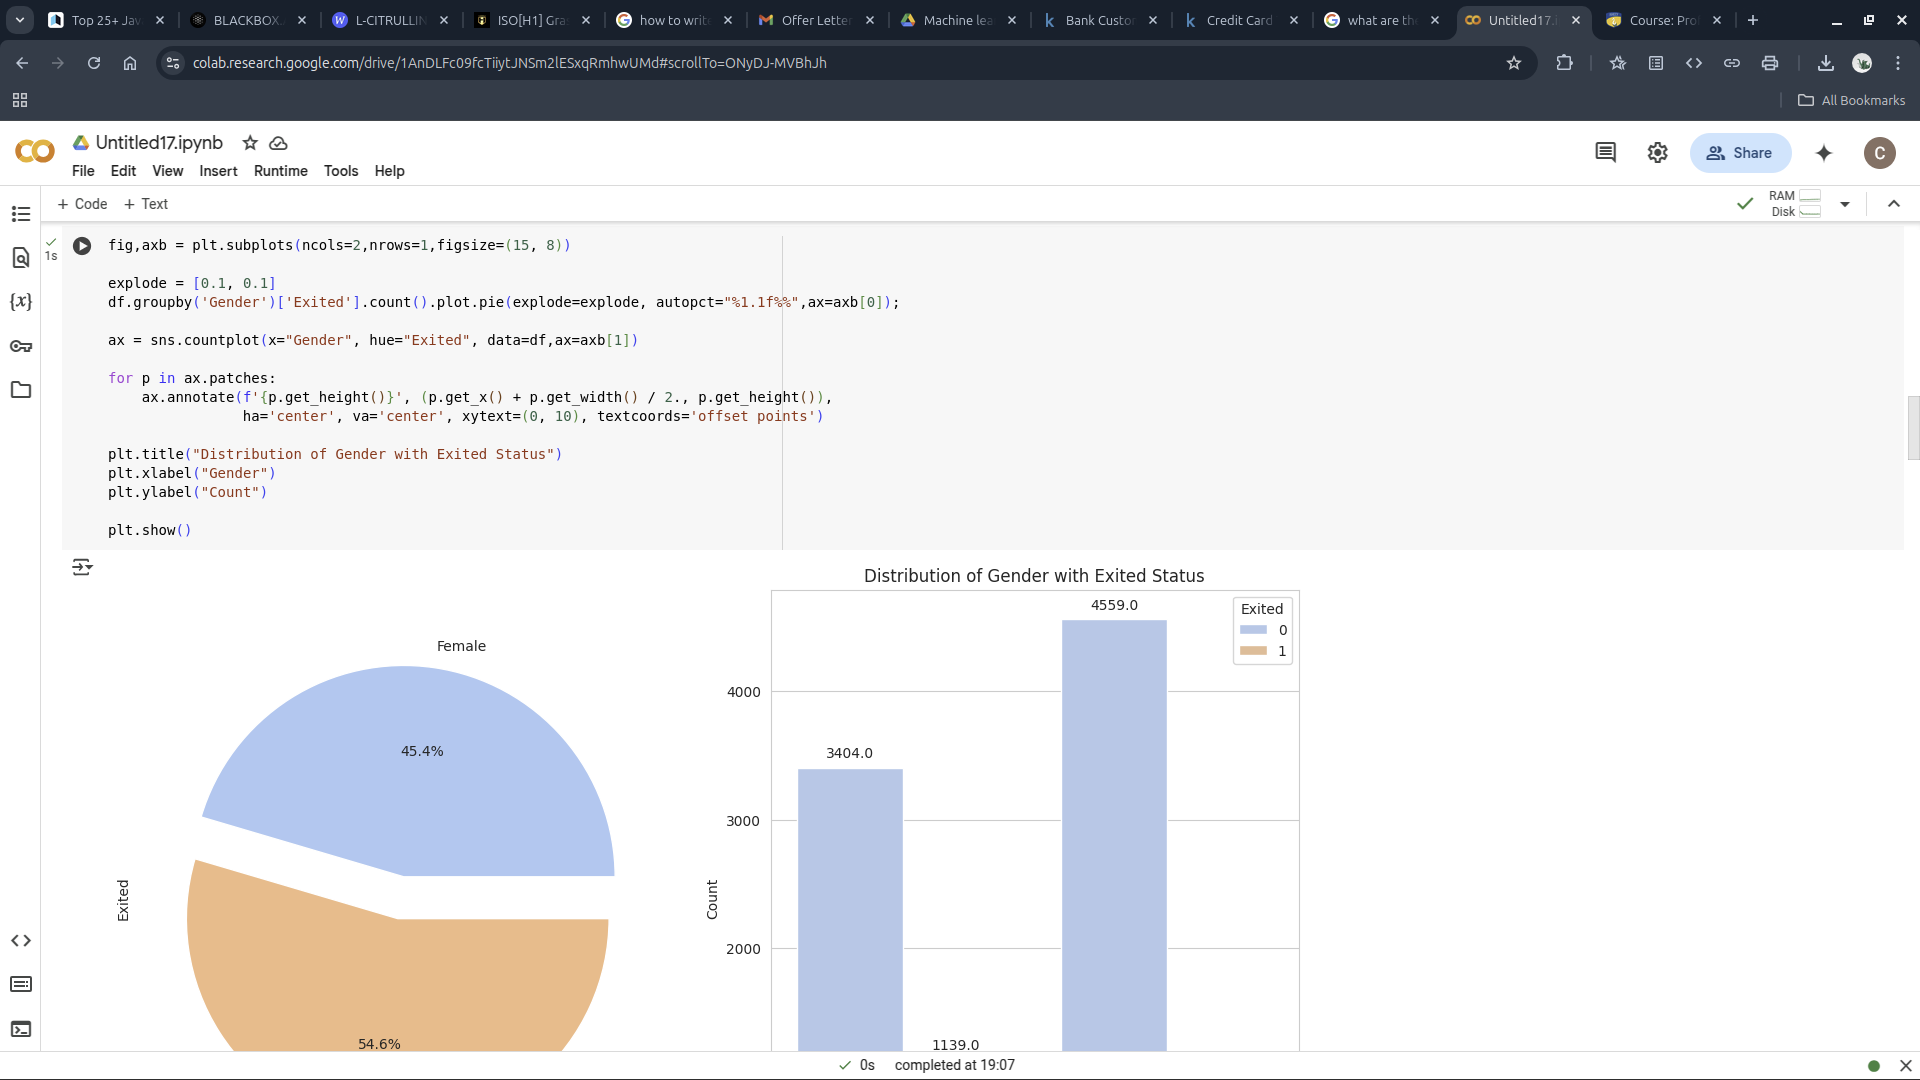 Top 25+ Jav
BLACKBOX.
L-CITRULLIN
ISO[H1] Gra
how to write
Offer Letter
Machine lea
Bank Custo
Credit Card
what are the
Untitled17.i
Course: Pro
colab.research.google.com/drive/1AnDLFc09fcTiiytJNSm2lESxqRmhwUMd#scrollTo=ONyDJ-MVBhJh
All Bookmarks
Untitled17.ipynb
File Edit View Insert Runtime Tools Help
Share
C
+ Code + Text
RAM
Disk
1s
fig,axb = plt.subplots(ncols=2,nrows=1,figsize=(15, 8))
explode = [0.1, 0.1]
df.groupby('Gender')['Exited'].count().plot.pie(explode=explode, autopct="%1.1f%%",ax=axb[0]);
ax = sns.countplot(x="Gender", hue="Exited", data=df,ax=axb[1])
for p in ax.patches:
    ax.annotate(f'{p.get_height()}', (p.get_x() + p.get_width() / 2., p.get_height()),
                ha='center', va='center', xytext=(0, 10), textcoords='offset points')
plt.title("Distribution of Gender with Exited Status")
plt.xlabel("Gender")
plt.ylabel("Count")
plt.show()
Female
45.4%
54.6%
Exited
Distribution of Gender with Exited Status
4559.0
3404.0
1139.0
Exited
0
1
4000
3000
2000
Count
0s completed at 19:07